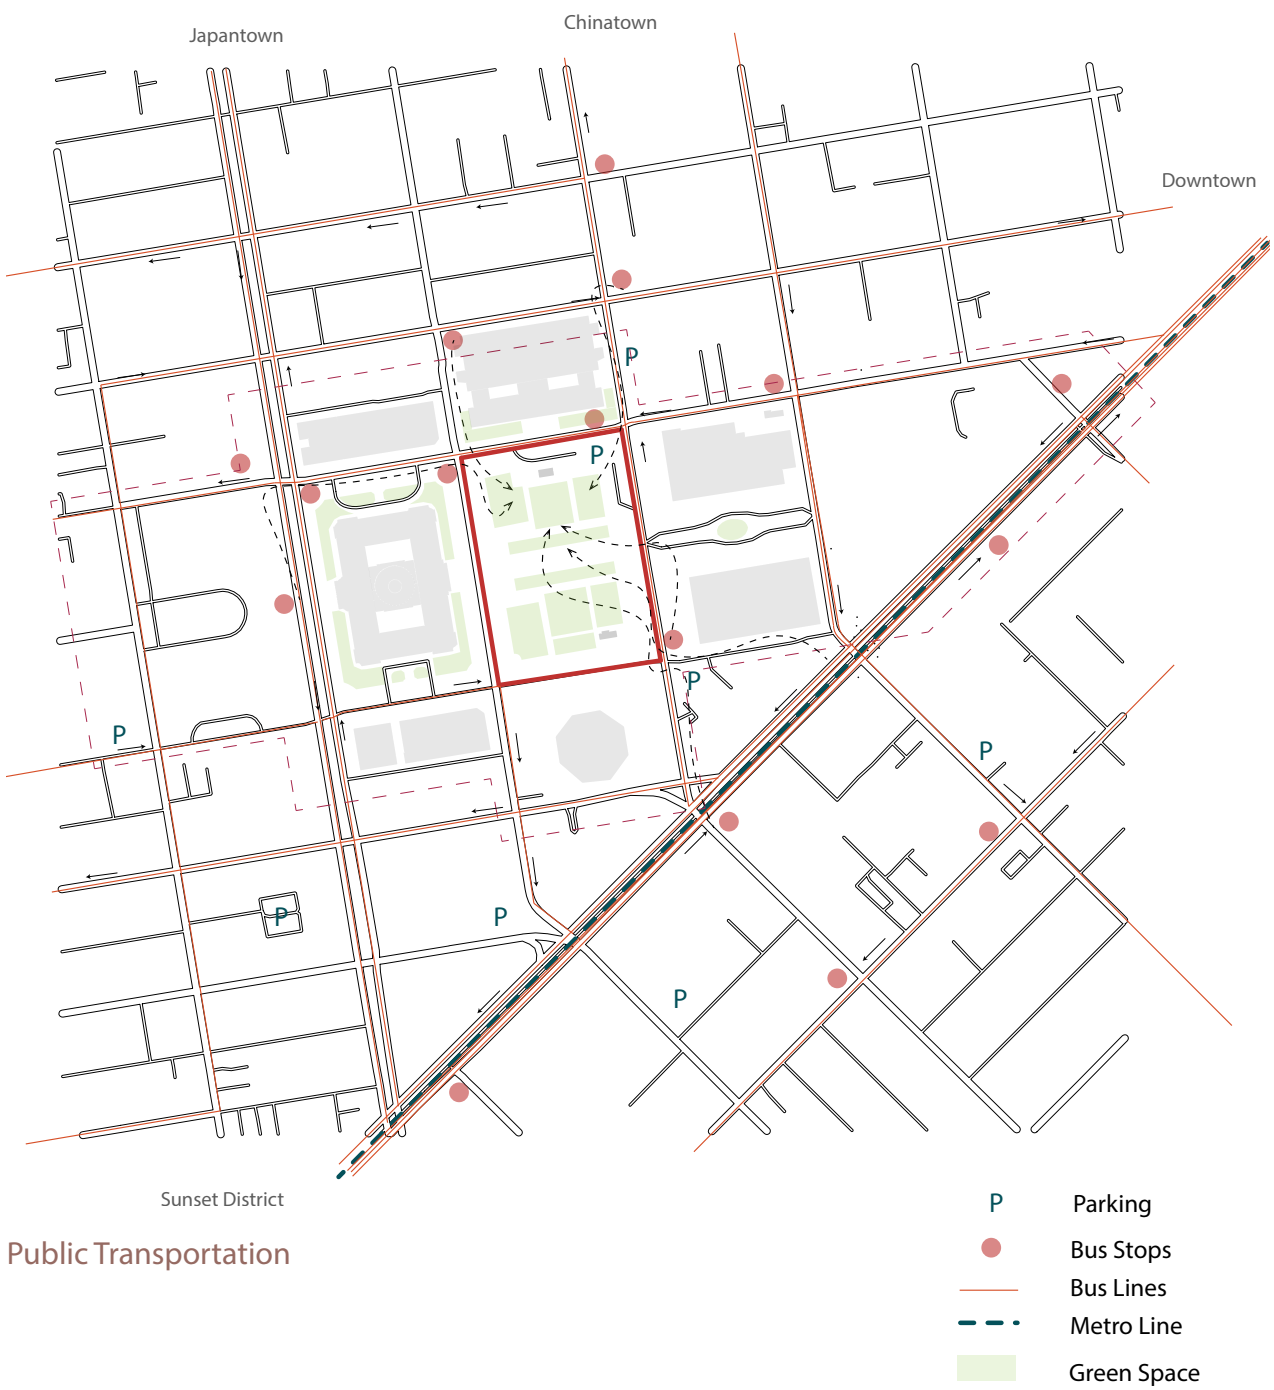 Chinatown
Japantown
Downtown
P
P
P
P
P
P
P
P
Sunset District
Public Transportation
P Parking
Bus Stops
Bus Lines
Metro Line
Green Space